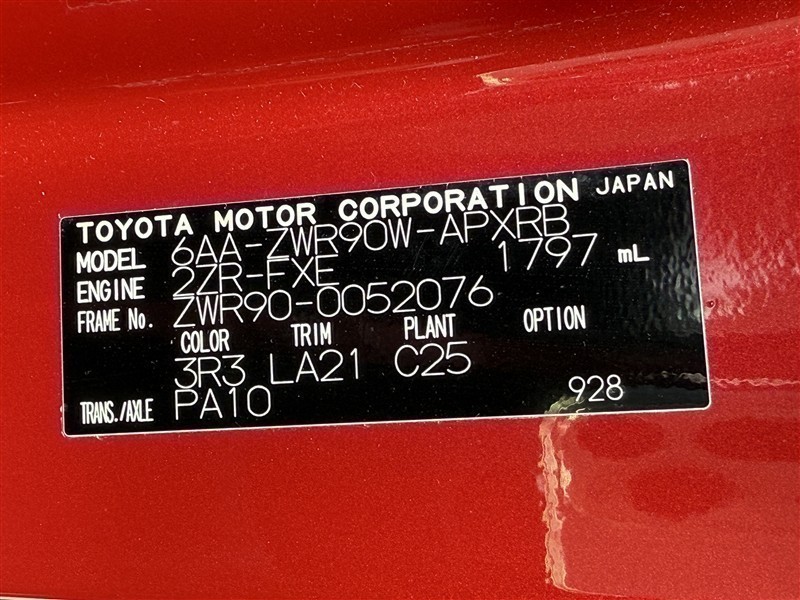 TOYOTA MOTOR CORPORATION JAPAN
MODEL 6AA-ZWR90W-APXRB
ENGINE 2ZR-FXE 1797 mL
FRAME No. ZWR90-0052076
COLOR TRIM PLANT OPTION
3R3 LA21 C25
TRANS./AXLE PA10 928